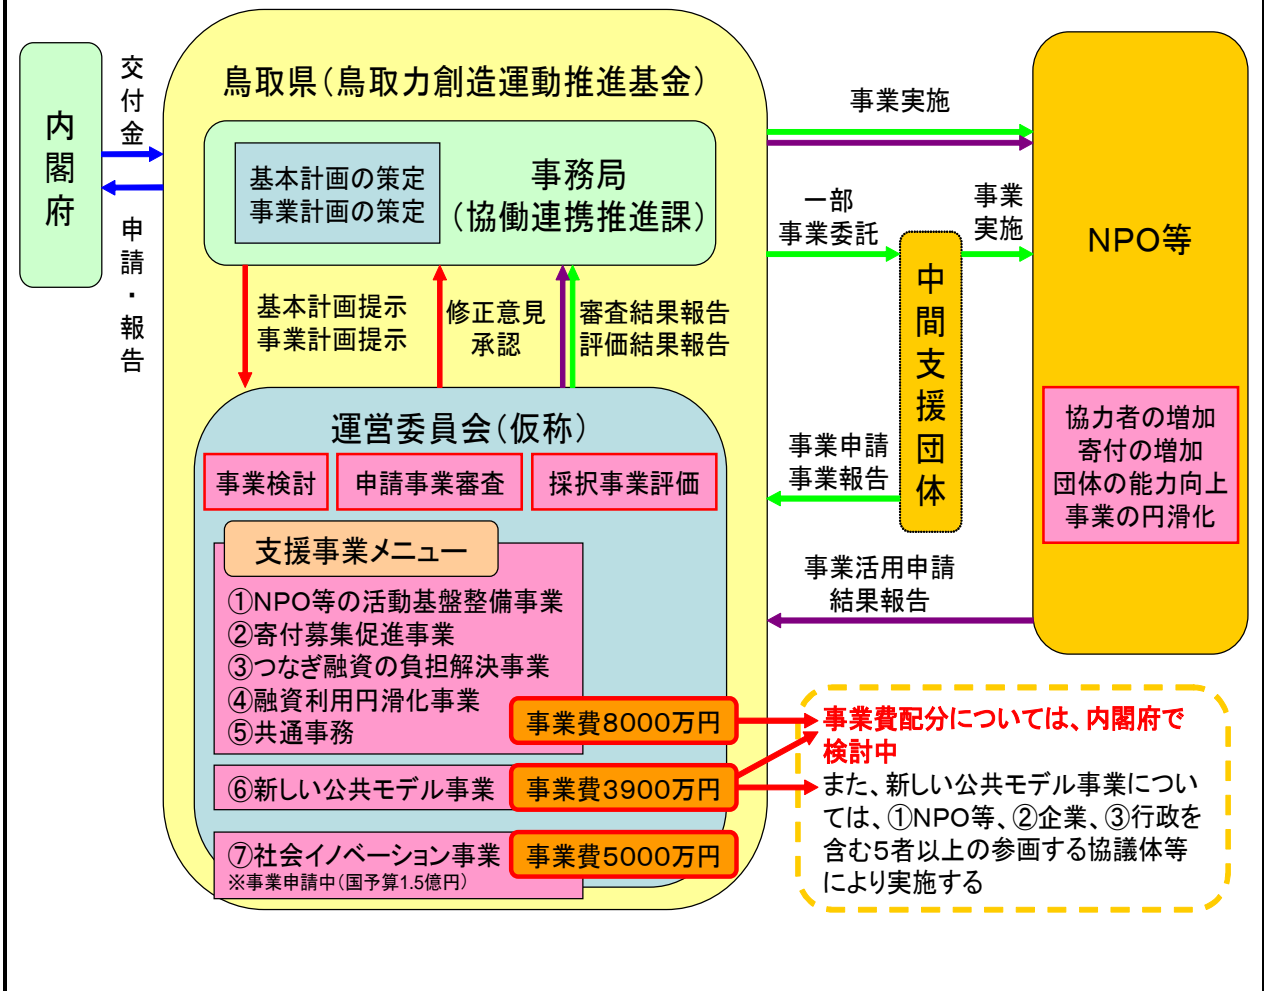 内閣府
交付金
申請・報告
鳥取県（鳥取力創造運動推進基金）
基本計画の策定
事業計画の策定
事務局
（協働連携推進課）
基本計画提示
事業計画提示
修正意見
承認
審査結果報告
評価結果報告
運営委員会（仮称）
事業検討
申請事業審査
採択事業評価
支援事業メニュー
①NPO等の活動基盤整備事業
②寄付募集促進事業
③つなぎ融資の負担解決事業
④融資利用円滑化事業
⑤共通事務
事業費8000万円
⑥新しい公共モデル事業
事業費3900万円
⑦社会イノベーション事業
※事業申請中（国予算1.5億円）
事業費5000万円
事業実施
一部
事業委託
事業
実施
中間支援団体
事業申請
事業報告
事業活用申請
結果報告
NPO等
協力者の増加
寄付の増加
団体の能力向上
事業の円滑化
事業費配分については、内閣府で
検討中
また、新しい公共モデル事業につい
ては、①NPO等、②企業、③行政を
含む5者以上の参画する協議体等
により実施する